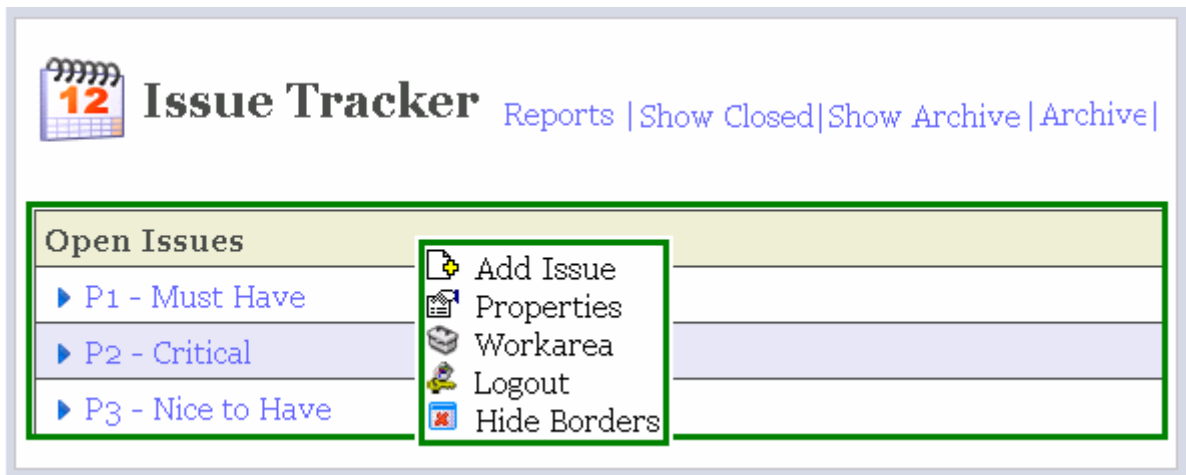 12
Issue Tracker
Reports |Show Closed|Show Archive|Archive|
Open Issues
P1 - Must Have
P2 - Critical
P3 - Nice to Have
Add Issue
Properties
Workarea
Logout
Hide Borders